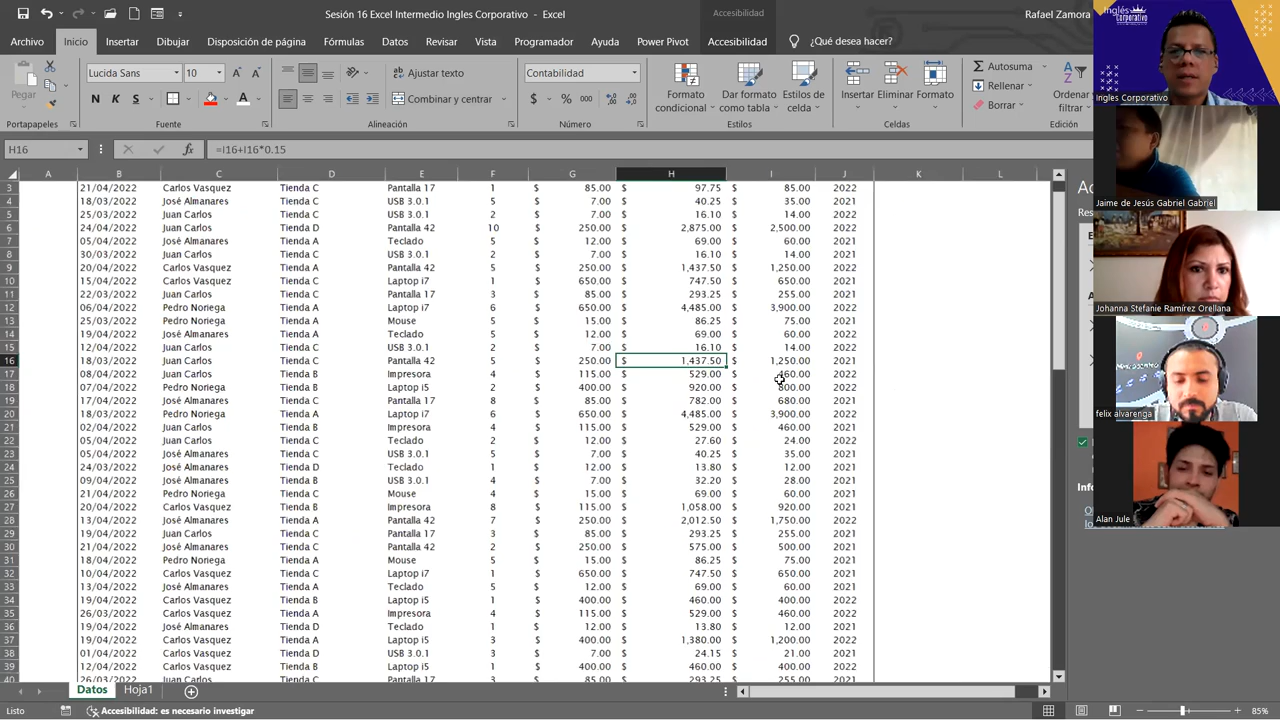 Sesión 16 Excel Intermedio Ingles Corporativo - Excel
Accesibilidad
Rafael Zamora
Archivo Inicio Insertar Dibujar Disposición de página Fórmulas Datos Revisar Vista Programador Ayuda Power Pivot Accesibilidad ¿Qué desea hacer?
Pegar
Lucida Sans 10
N K S
Ajustar texto
Combinar y centrar
Contabilidad
$ % 000
Formato condicional
Dar formato como tabla
Estilos de celda
Insertar Eliminar Formato
Autosuma
Rellenar
Borrar
Ordenar
filtrar
Portapapeles Fuente Alineación Número Estilos Celdas Edición
H16 fx =I16+I16*0.15
A B C D E F G H I J K L
3 21/04/2022 Carlos Vasquez Tienda C Pantalla 17 1 $ 85.00 $ 97.75 $ 85.00 2022
4 18/03/2022 José Almanares Tienda C USB 3.0.1 5 $ 7.00 $ 40.25 $ 35.00 2021
5 25/03/2022 Juan Carlos Tienda C USB 3.0.1 2 $ 7.00 $ 16.10 $ 14.00 2022
6 24/04/2022 Juan Carlos Tienda D Pantalla 42 10 $ 250.00 $ 2,875.00 $ 2,500.00 2022
7 05/04/2022 José Almanares Tienda A Teclado 5 $ 12.00 $ 69.00 $ 60.00 2021
8 30/03/2022 Juan Carlos Tienda C USB 3.0.1 2 $ 7.00 $ 16.10 $ 14.00 2021
9 20/04/2022 Carlos Vasquez Tienda A Pantalla 42 5 $ 250.00 $ 1,437.50 $ 1,250.00 2022
10 15/04/2022 Carlos Vasquez Tienda C Laptop i7 1 $ 650.00 $ 747.50 $ 650.00 2022
11 22/03/2022 Juan Carlos Tienda C Pantalla 17 3 $ 85.00 $ 293.25 $ 255.00 2021
12 06/04/2022 Pedro Noriega Tienda A Laptop i7 6 $ 650.00 $ 4,485.00 $ 3,900.00 2022
13 25/03/2022 Pedro Noriega Tienda A Mouse 5 $ 15.00 $ 86.25 $ 75.00 2021
14 19/04/2022 José Almanares Tienda A Teclado 5 $ 12.00 $ 69.00 $ 60.00 2022
15 12/04/2022 Juan Carlos Tienda C USB 3.0.1 2 $ 7.00 $ 16.10 $ 14.00 2022
16 18/03/2022 Juan Carlos Tienda C Pantalla 42 5 $ 250.00 $ 1,437.50 $ 1,250.00 2021
17 08/04/2022 Juan Carlos Tienda B Impresora 4 $ 115.00 $ 529.00 $ 460.00 2021
18 07/04/2022 Pedro Noriega Tienda B Laptop i5 2 $ 400.00 $ 920.00 $ 800.00 2022
19 17/04/2022 José Almanares Tienda C Pantalla 17 8 $ 85.00 $ 782.00 $ 680.00 2021
20 18/03/2022 Pedro Noriega Tienda A Laptop i7 6 $ 650.00 $ 4,485.00 $ 3,900.00 2022
21 02/04/2022 Juan Carlos Tienda B Impresora 4 $ 115.00 $ 529.00 $ 460.00 2021
22 05/04/2022 Juan Carlos Tienda C Teclado 2 $ 12.00 $ 27.60 $ 24.00 2022
23 05/04/2022 José Almanares Tienda C USB 3.0.1 5 $ 7.00 $ 40.25 $ 35.00 2021
24 24/03/2022 José Almanares Tienda D Teclado 1 $ 12.00 $ 13.80 $ 12.00 2021
25 09/04/2022 José Almanares Tienda B USB 3.0.1 4 $ 7.00 $ 32.20 $ 28.00 2021
26 21/04/2022 Pedro Noriega Tienda C Mouse 4 $ 15.00 $ 69.00 $ 60.00 2021
27 20/04/2022 Carlos Vasquez Tienda B Impresora 8 $ 115.00 $ 1,058.00 $ 920.00 2021
28 13/04/2022 José Almanares Tienda A Pantalla 42 7 $ 250.00 $ 2,012.50 $ 1,750.00 2021
29 19/04/2022 Juan Carlos Tienda C Pantalla 17 3 $ 85.00 $ 293.25 $ 255.00 2021
30 21/04/2022 José Almanares Tienda C Pantalla 42 2 $ 250.00 $ 575.00 $ 500.00 2021
31 18/04/2022 Pedro Noriega Tienda A Mouse 5 $ 15.00 $ 86.25 $ 75.00 2021
32 10/04/2022 Carlos Vasquez Tienda C Laptop i7 1 $ 650.00 $ 747.50 $ 650.00 2021
33 13/04/2022 José Almanares Tienda A Teclado 5 $ 12.00 $ 69.00 $ 60.00 2021
34 19/04/2022 Carlos Vasquez Tienda B Laptop i5 1 $ 400.00 $ 460.00 $ 400.00 2022
35 26/03/2022 Carlos Vasquez Tienda A Impresora 4 $ 115.00 $ 529.00 $ 460.00 2021
36 19/04/2022 José Almanares Tienda D Teclado 1 $ 12.00 $ 13.80 $ 12.00 2021
37 19/04/2022 Carlos Vasquez Tienda A Laptop i5 3 $ 400.00 $ 1,380.00 $ 1,200.00 2022
38 01/04/2022 Carlos Vasquez Tienda D USB 3.0.1 3 $ 7.00 $ 24.15 $ 21.00 2021
39 12/04/2022 Carlos Vasquez Tienda B Laptop i5 1 $ 400.00 $ 460.00 $ 400.00 2022
40 26/03/2022 Carlos Vasquez Tienda C Pantalla 17 3 $ 85.00 $ 293.25 $ 255.00 2021
Datos Hoja1
Listo Accesibilidad: es necesario investigar 85%
Inglés
Corporativo
Ingles Corporativo
Jaime de Jesús Gabriel Gabriel
Johanna Stefanie Ramírez Orellana
felix alvarenga
Alan Jule